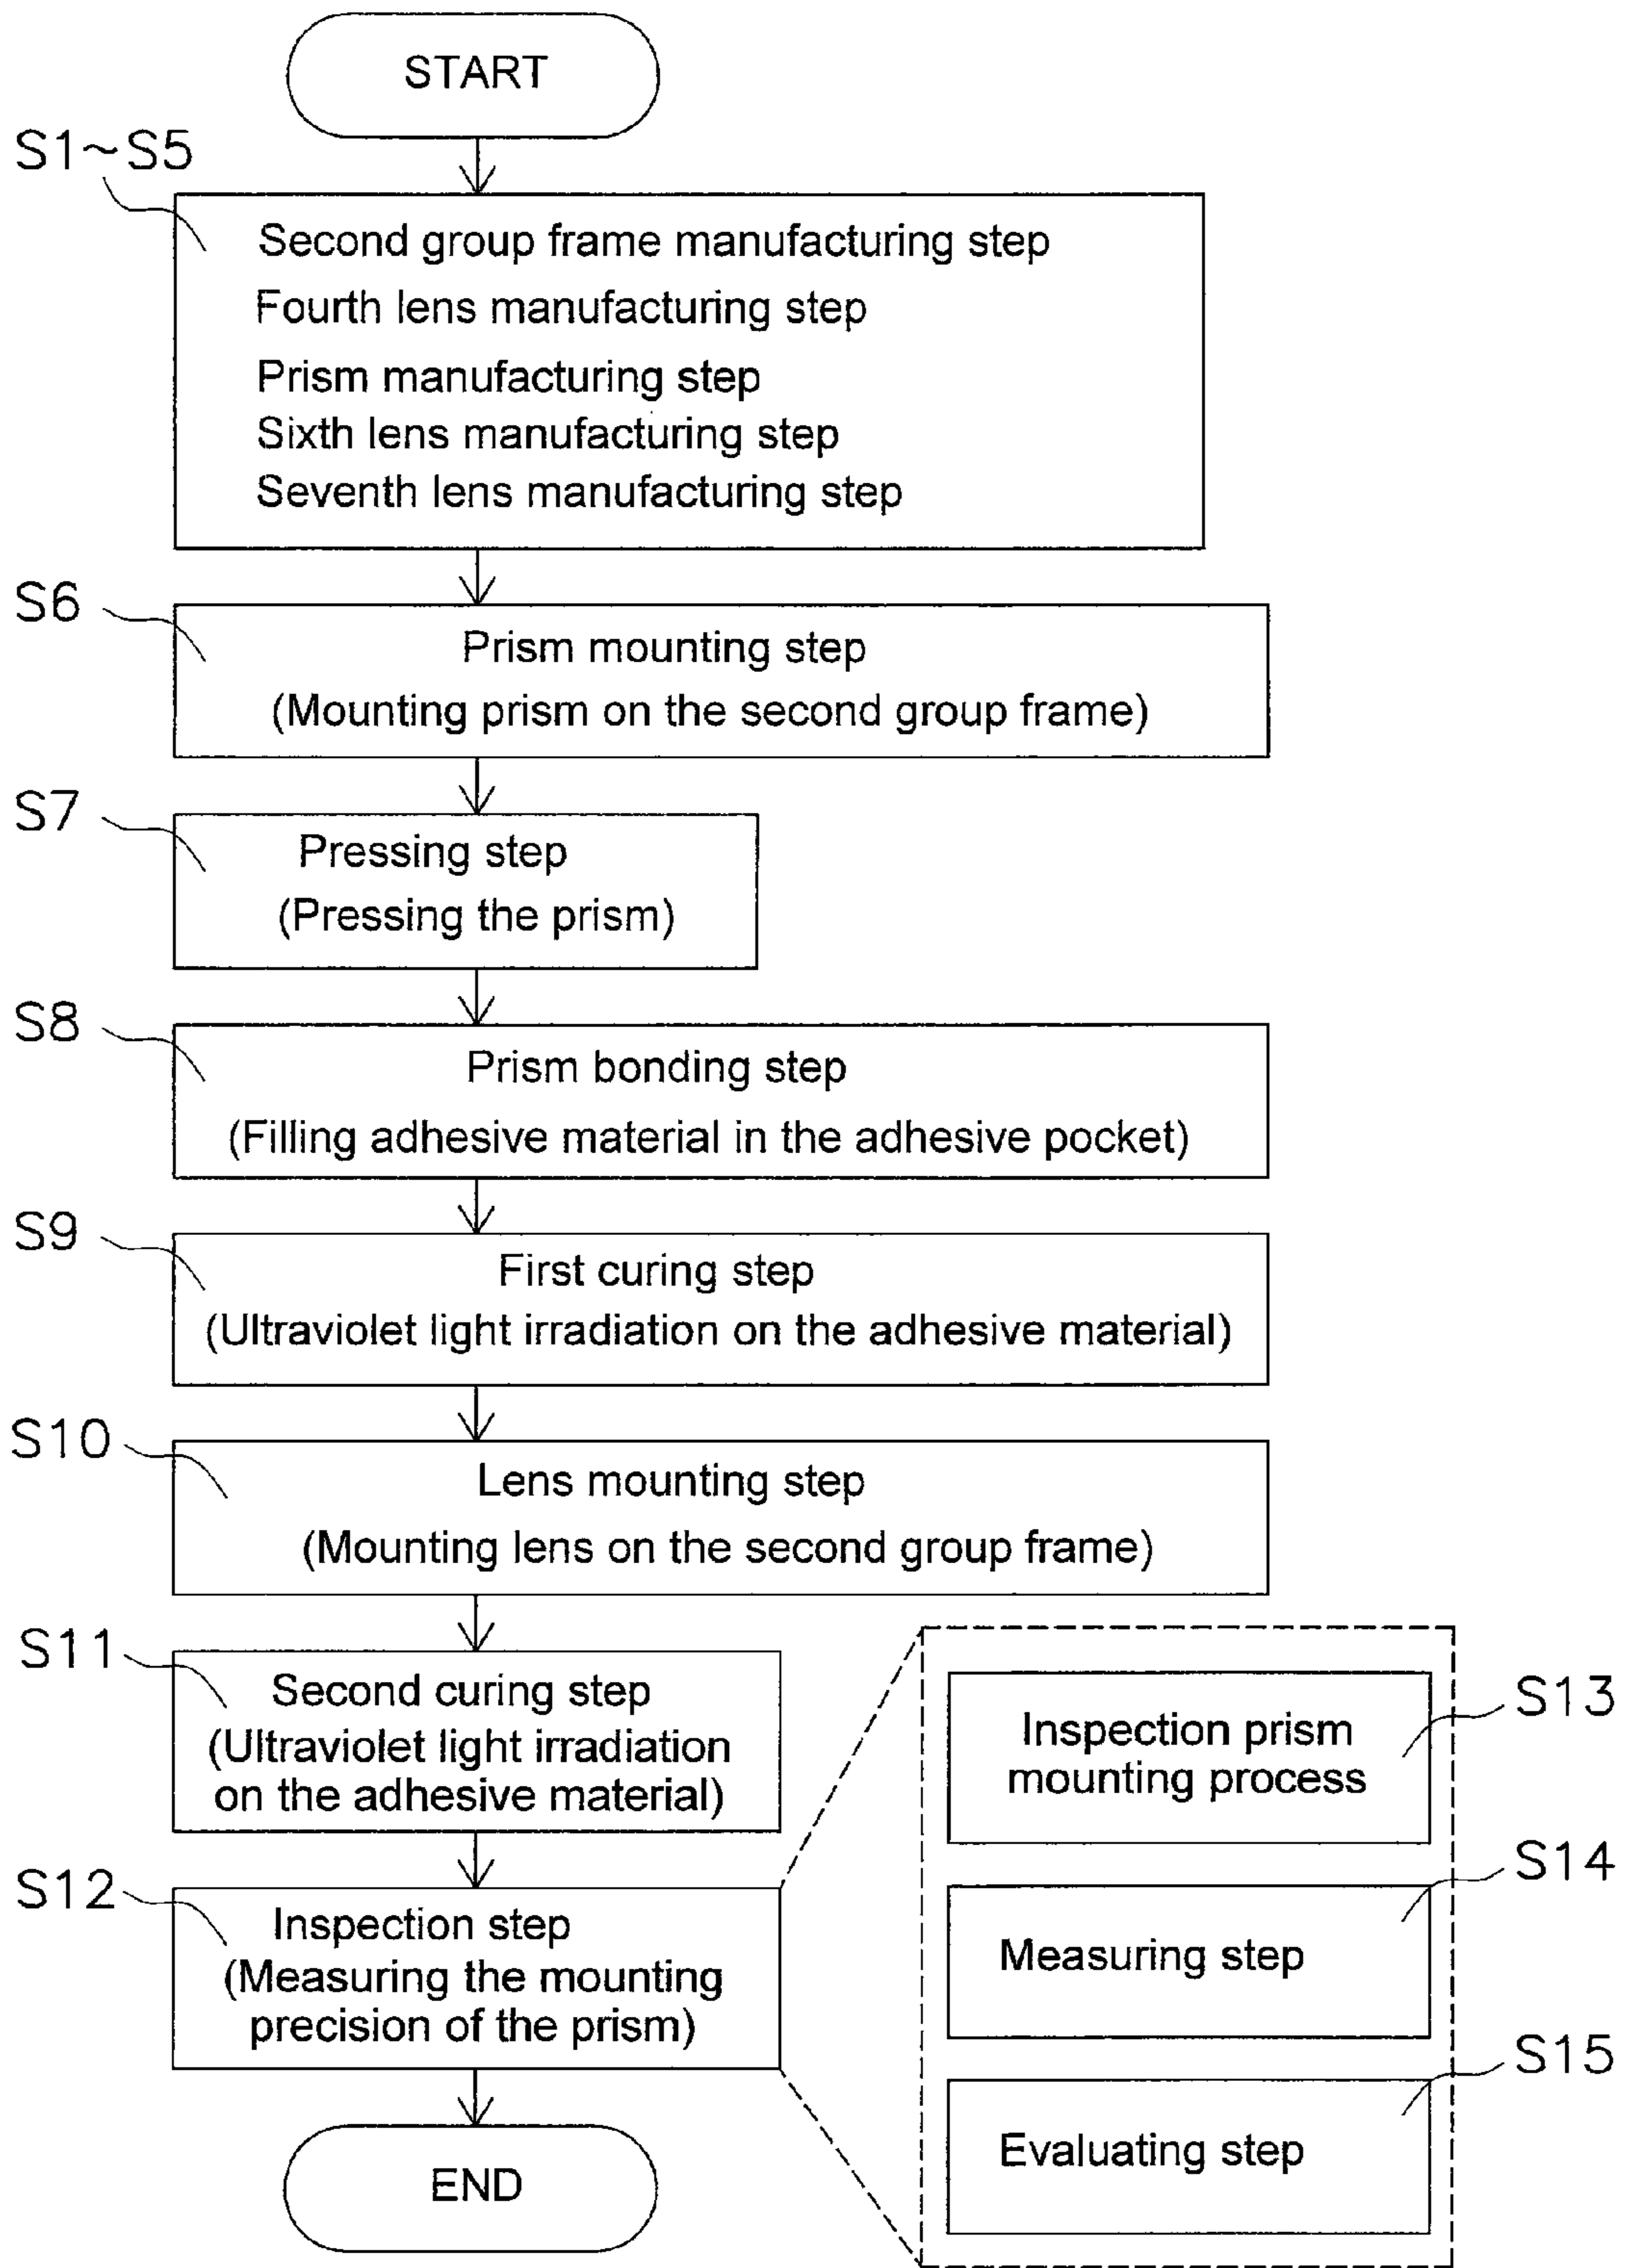 START
S1~S5
Second group frame manufacturing step
Fourth lens manufacturing step
Prism manufacturing step
Sixth lens manufacturing step
Seventh lens manufacturing step
S6
Prism mounting step
(Mounting prism on the second group frame)
S7
Pressing step
(Pressing the prism)
S8
Prism bonding step
(Filling adhesive material in the adhesive pocket)
S9
First curing step
(Ultraviolet light irradiation on the adhesive material)
S10
Lens mounting step
(Mounting lens on the second group frame)
S11
Second curing step
(Ultraviolet light irradiation
on the adhesive material)
S12
Inspection step
(Measuring the mounting
precision of the prism)
END
S13
Inspection prism
mounting process
S14
Measuring step
S15
Evaluating step